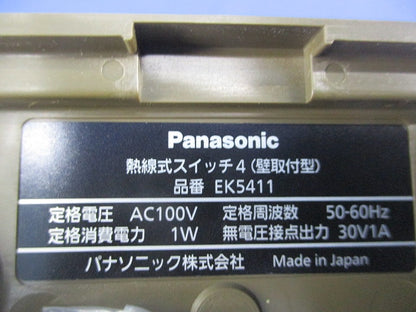 Panasonic
熱線式スイッチ4(壁取付型)
品番 EK5411
定格電圧 AC100V 定格周波数 50-60Hz
定格消費電力 1W 無電圧接点出力 30V1A
パナソニック株式会社 Made in Japan